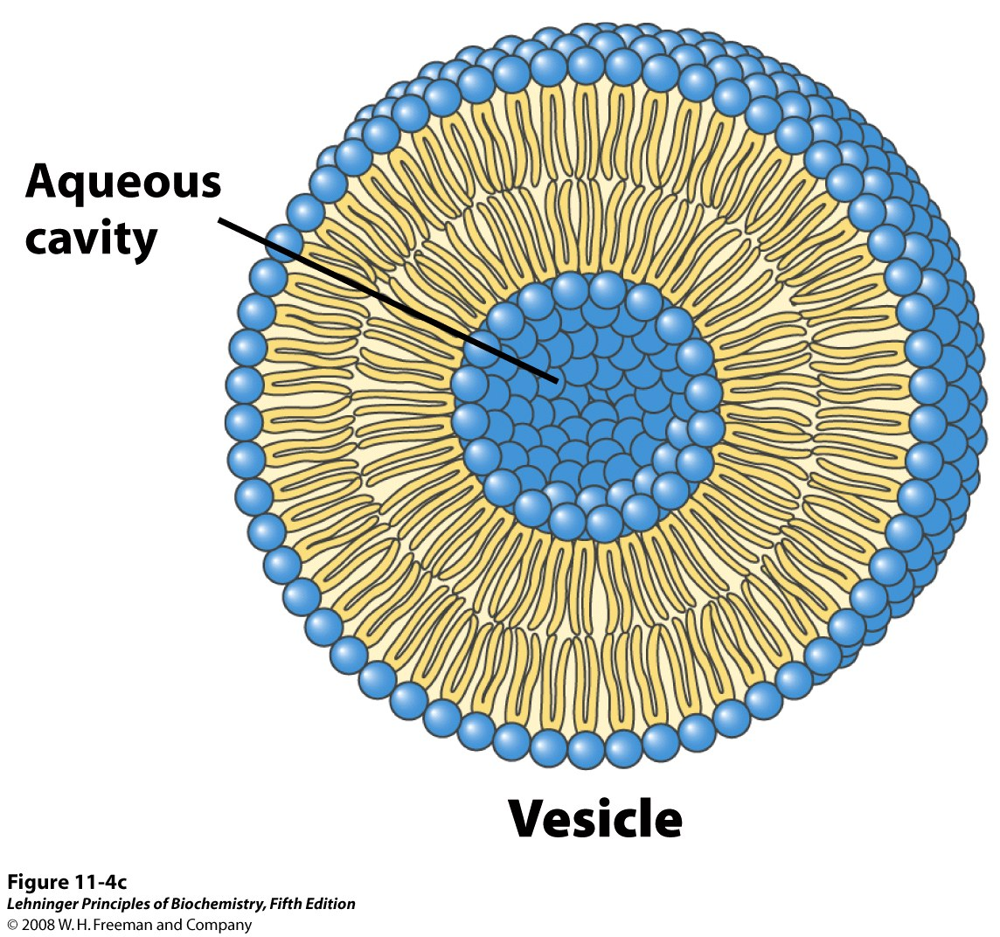 Aqueous
cavity
Vesicle
Figure 11-4c
Lehninger Principles of Biochemistry, Fifth Edition
© 2008 W. H. Freeman and Company